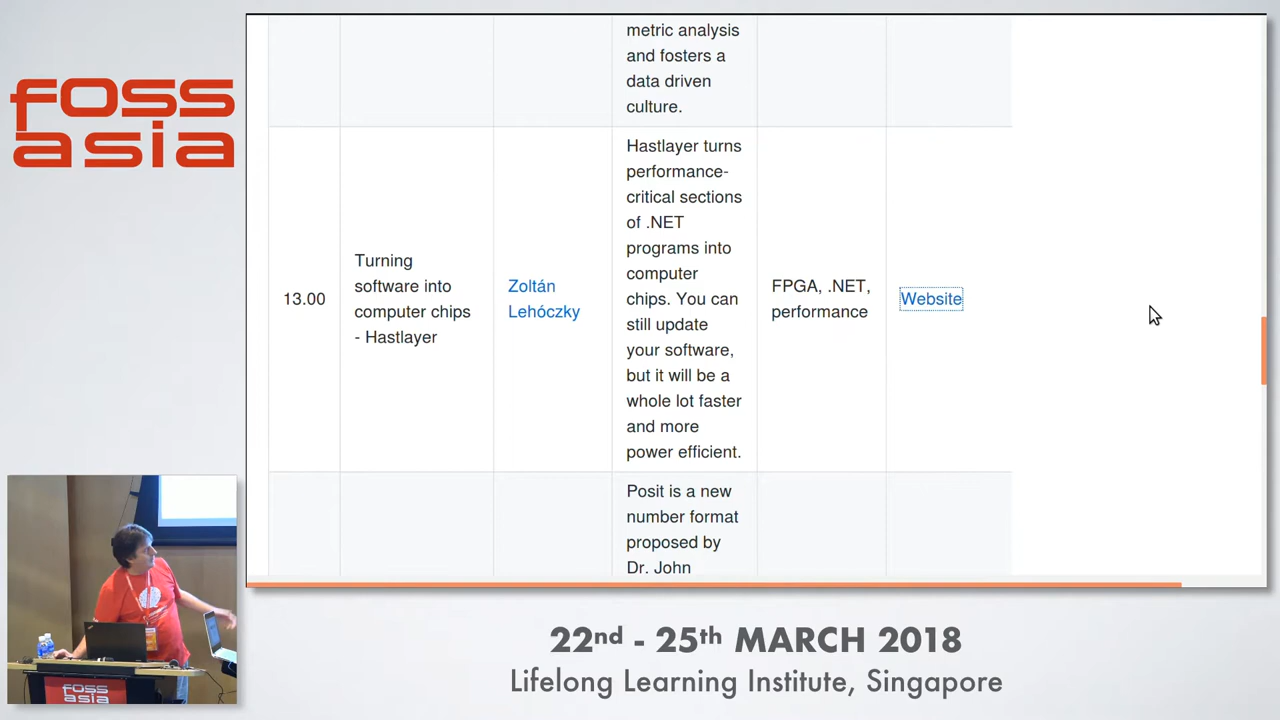 foss
asia
metric analysis
and fosters a
data driven
culture.
13.00
Turning
software into
computer chips
- Hastlayer
Zoltán
Lehóczky
Hastlayer turns
performance-
critical sections
of .NET
programs into
computer
chips. You can
still update
your software,
but it will be a
whole lot faster
and more
power efficient.
FPGA, .NET,
performance
Website
Posit is a new
number format
proposed by
Dr. John
foss
asia
22nd - 25th MARCH 2018
Lifelong Learning Institute, Singapore